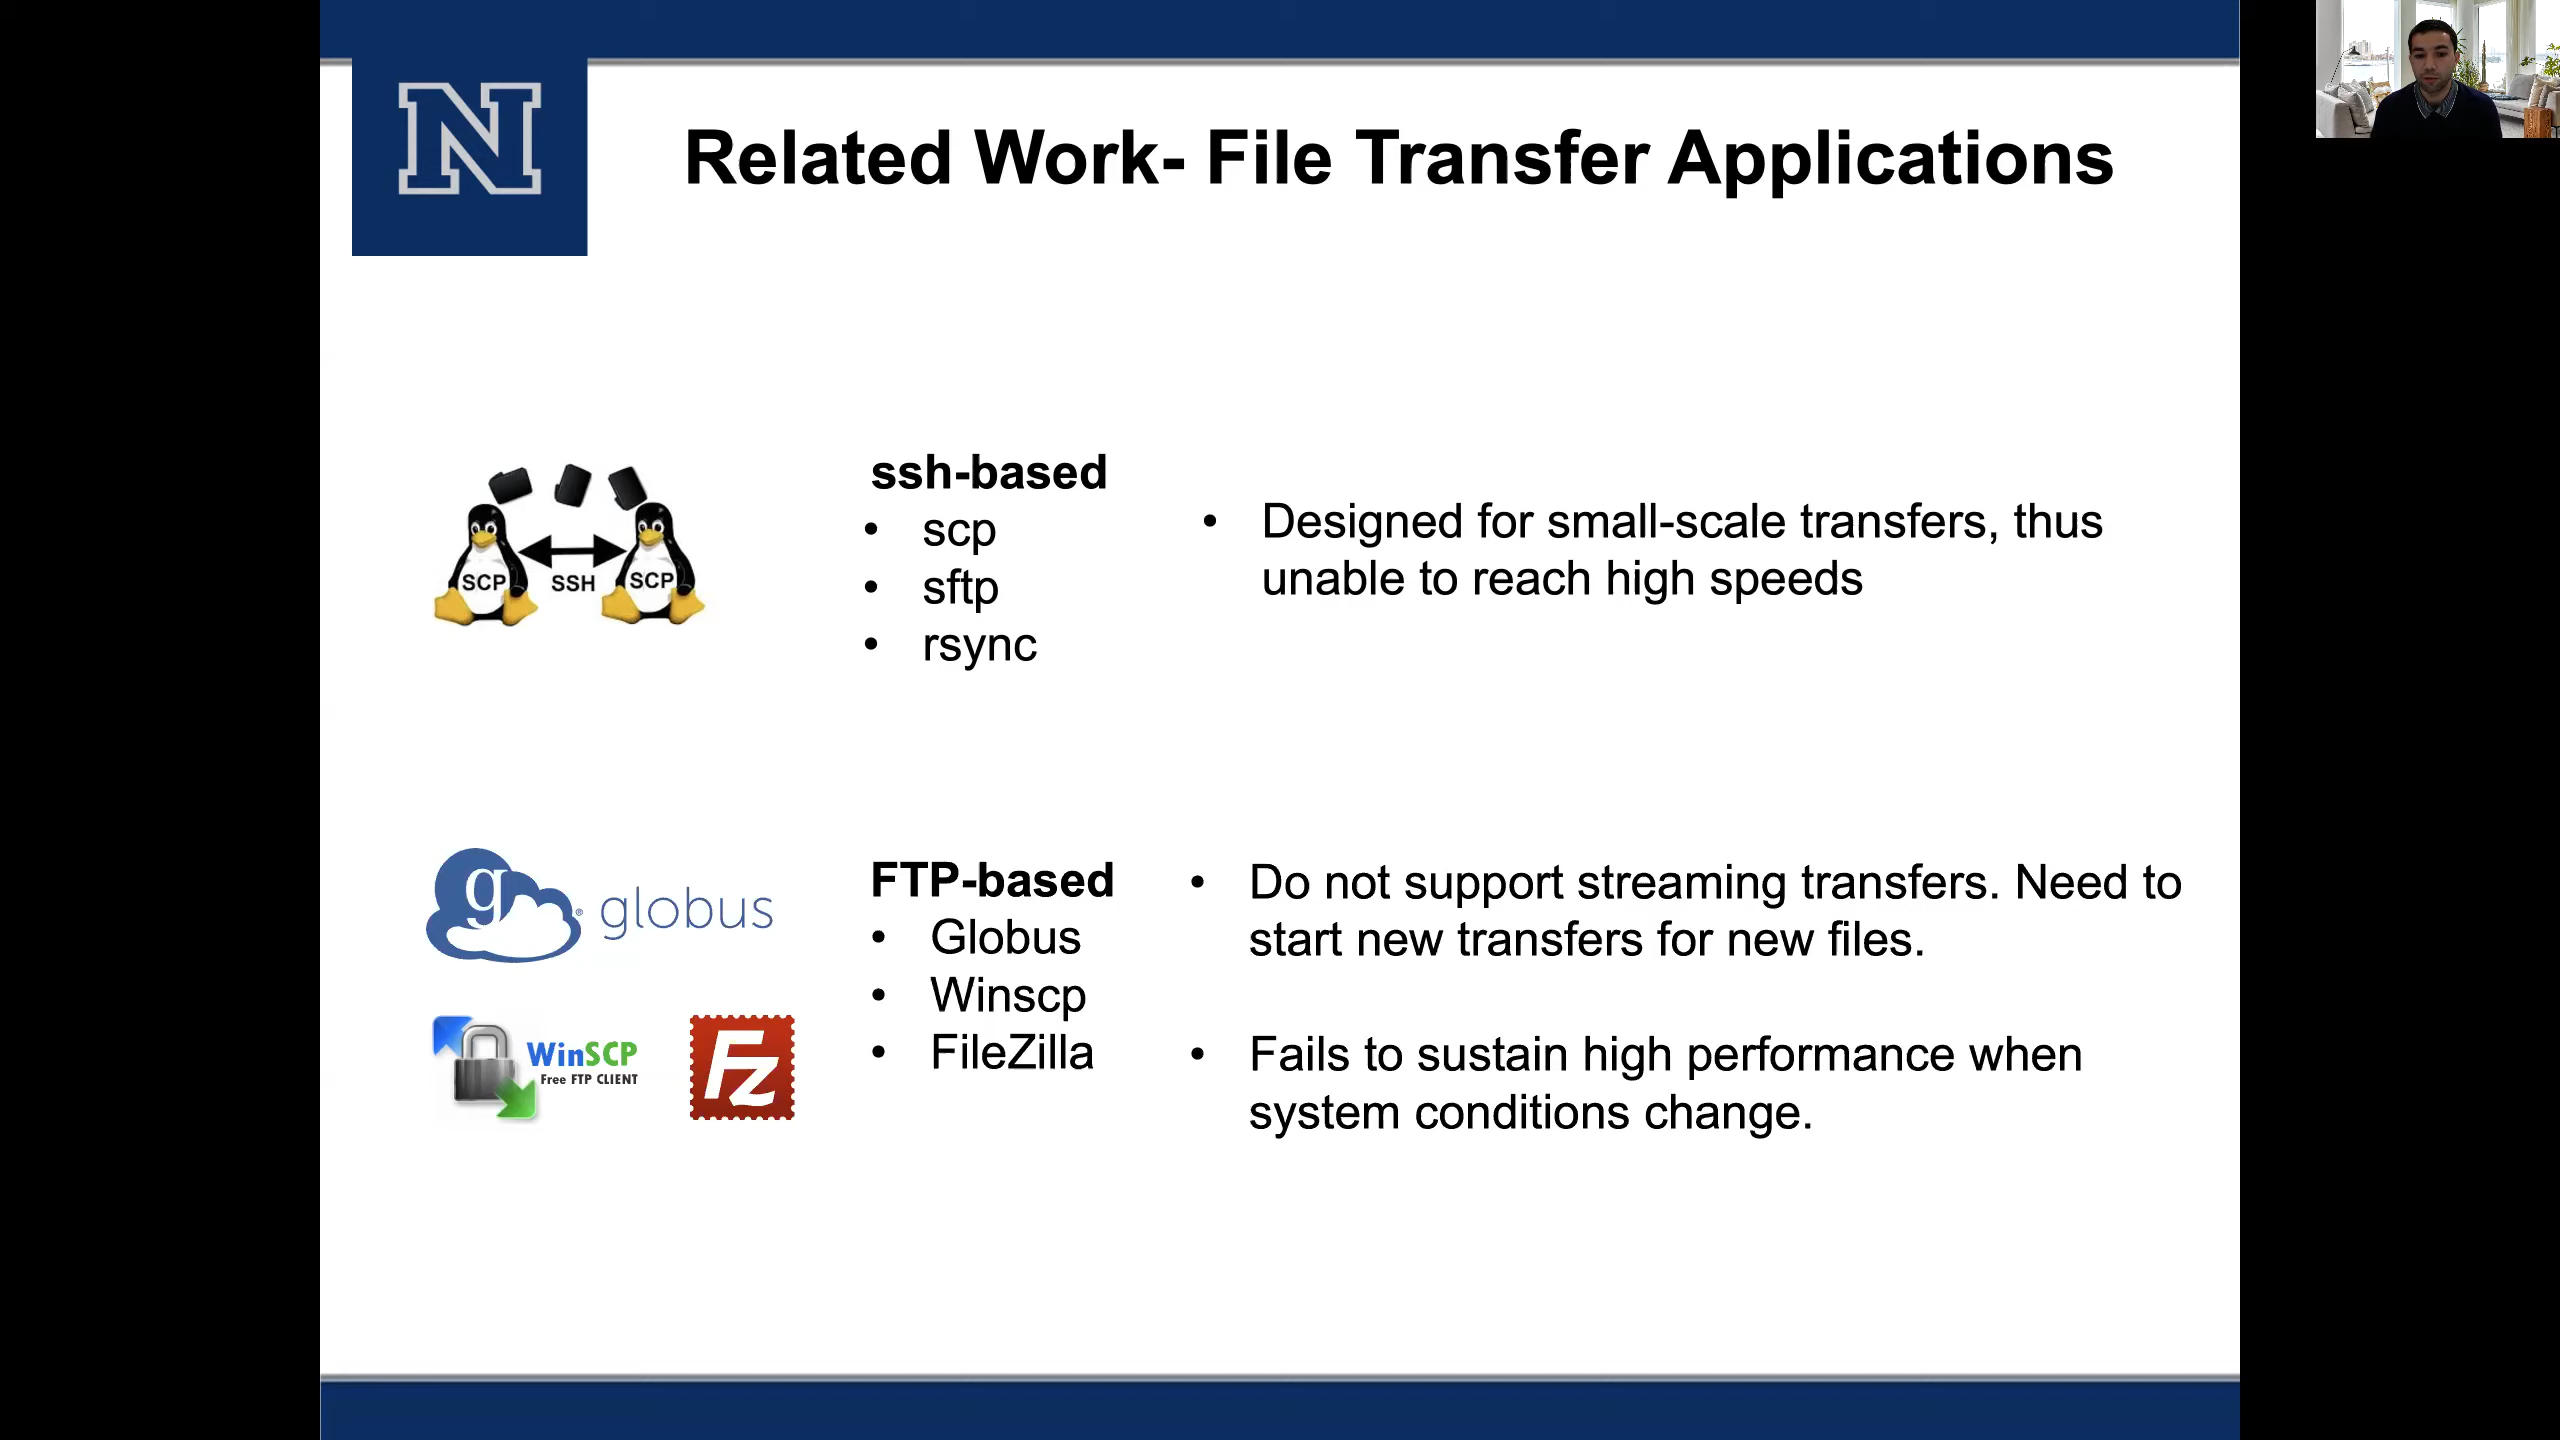 N
Related Work- File Transfer Applications
ssh-based
• scp
• sftp
• rsync
SCP
SSH
SCP
• Designed for small-scale transfers, thus
unable to reach high speeds
g
globus
®
WinSCP
Free FTP CLIENT
Fz
FTP-based
• Globus
• Winscp
• FileZilla
• Do not support streaming transfers. Need to
start new transfers for new files.
• Fails to sustain high performance when
system conditions change.